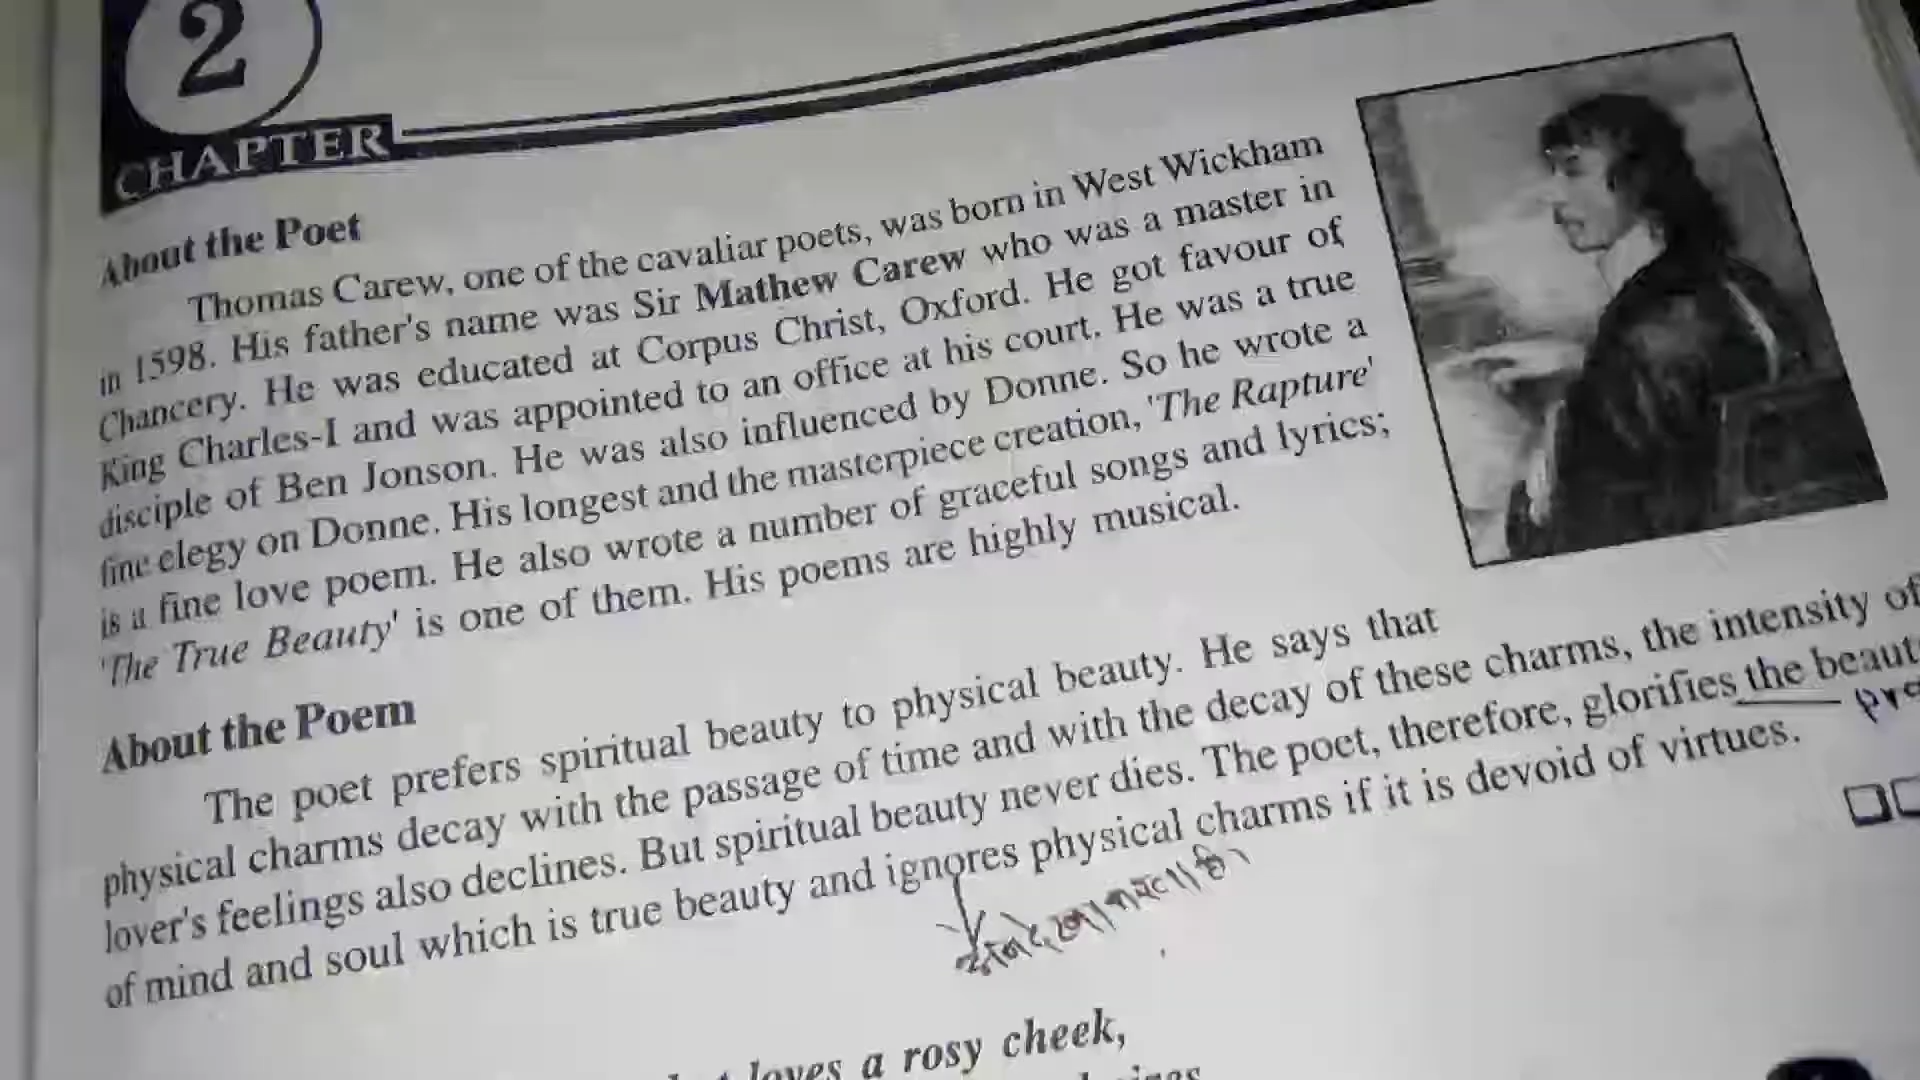 2
CHAPTER
About the Poet
Thomas Carew, one of the cavaliar poets, was born in West Wickham
in 1598. His father's name was Sir Mathew Carew who was a master in
Chancery. He was educated at Corpus Christ, Oxford. He got favour of
King Charles-I and was appointed to an office at his court. He was a true
disciple of Ben Jonson. He was also influenced by Donne. So he wrote a
fine elegy on Donne. His longest and the masterpiece creation, 'The Rapture'
is a fine love poem. He also wrote a number of graceful songs and lyrics;
'The True Beauty' is one of them. His poems are highly musical.
About the Poem
The poet prefers spiritual beauty to physical beauty. He says that
physical charms decay with the passage of time and with the decay of these charms, the intensity of
lover's feelings also declines. But spiritual beauty never dies. The poet, therefore, glorifies the beaut
of mind and soul which is true beauty and ignores physical charms if it is devoid of virtues.
loves a rosy cheek,